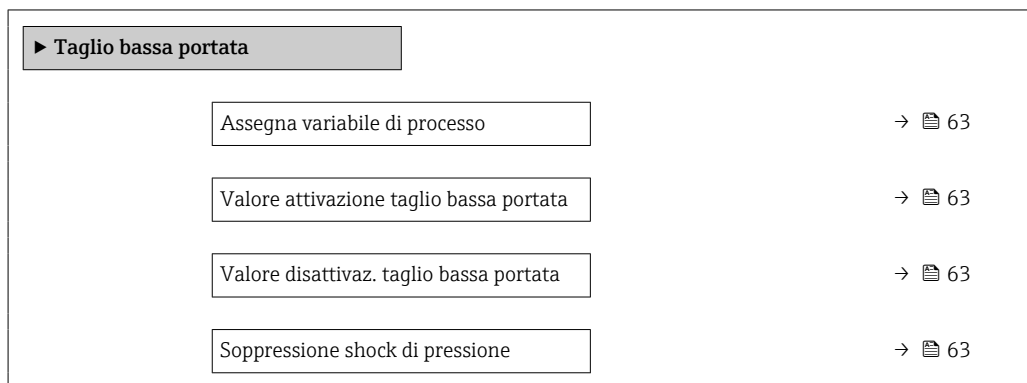 ▶ Taglio bassa portata
Assegna variabile di processo → 63
Valore attivazione taglio bassa portata → 63
Valore disattivaz. taglio bassa portata → 63
Soppressione shock di pressione → 63